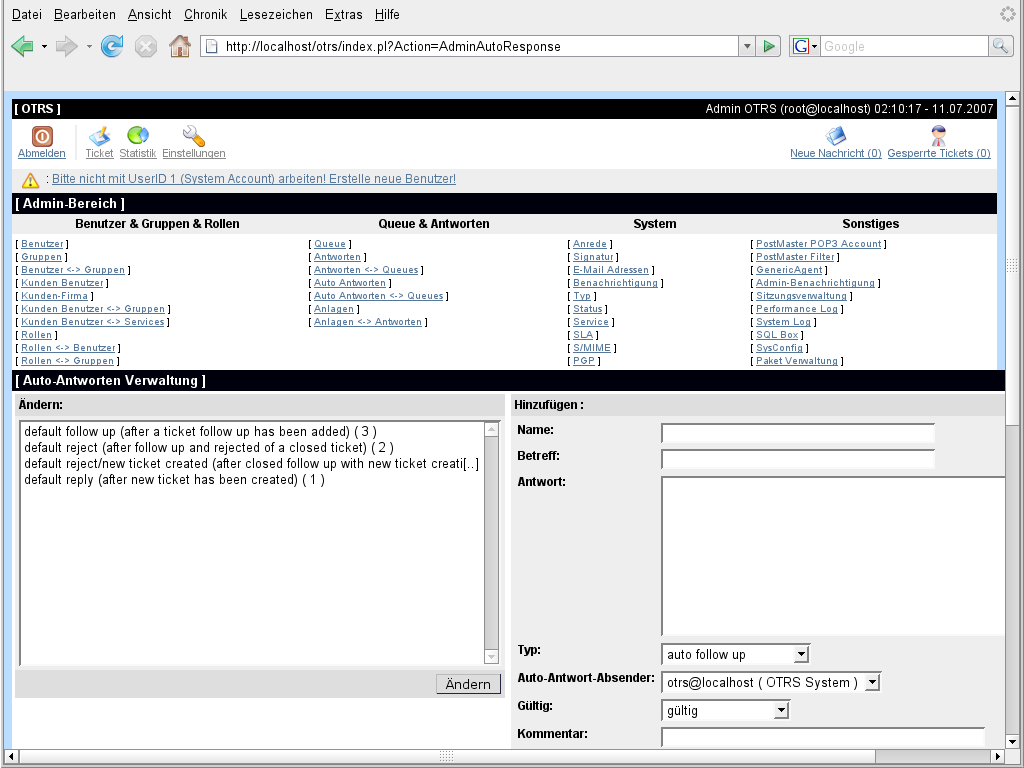 Datei Bearbeiten Ansicht Chronik Lesezeichen Extras Hilfe
http://localhost/otrs/index.pl?Action=AdminAutoResponse
G Google
[ OTRS ] Admin OTRS (root@localhost) 02:10:17 - 11.07.2007
Abmelden Ticket Statistik Einstellungen Neue Nachricht (0) Gesperrte Tickets (0)
: Bitte nicht mit UserID 1 (System Account) arbeiten! Erstelle neue Benutzer!
[ Admin-Bereich ]
Benutzer & Gruppen & Rollen Queue & Antworten System Sonstiges
[ Benutzer ] [ Queue ] [ Anrede ] [ PostMaster POP3 Account ]
[ Gruppen ] [ Antworten ] [ Signatur ] [ PostMaster Filter ]
[ Benutzer <-> Gruppen ] [ Antworten <-> Queues ] [ E-Mail Adressen ] [ GenericAgent ]
[ Kunden Benutzer ] [ Auto Antworten ] [ Benachrichtigung ] [ Admin-Benachrichtigung ]
[ Kunden-Firma ] [ Auto Antworten <-> Queues ] [ Typ ] [ Sitzungsverwaltung ]
[ Kunden Benutzer <-> Gruppen ] [ Anlagen ] [ Status ] [ Performance Log ]
[ Kunden Benutzer <-> Services ] [ Anlagen <-> Antworten ] [ Service ] [ System Log ]
[ Rollen ] [ SLA ] [ SQL Box ]
[ Rollen <-> Benutzer ] [ S/MIME ] [ SysConfig ]
[ Rollen <-> Gruppen ] [ PGP ] [ Paket Verwaltung ]
[ Auto-Antworten Verwaltung ]
Ändern:
default follow up (after a ticket follow up has been added) ( 3 )
default reject (after follow up and rejected of a closed ticket) ( 2 )
default reject/new ticket created (after closed follow up with new ticket creati[..]
default reply (after new ticket has been created) ( 1 )
Ändern
Hinzufügen :
Name:
Betreff:
Antwort:
Typ: auto follow up
Auto-Antwort-Absender: otrs@localhost ( OTRS System )
Gültig: gültig
Kommentar: